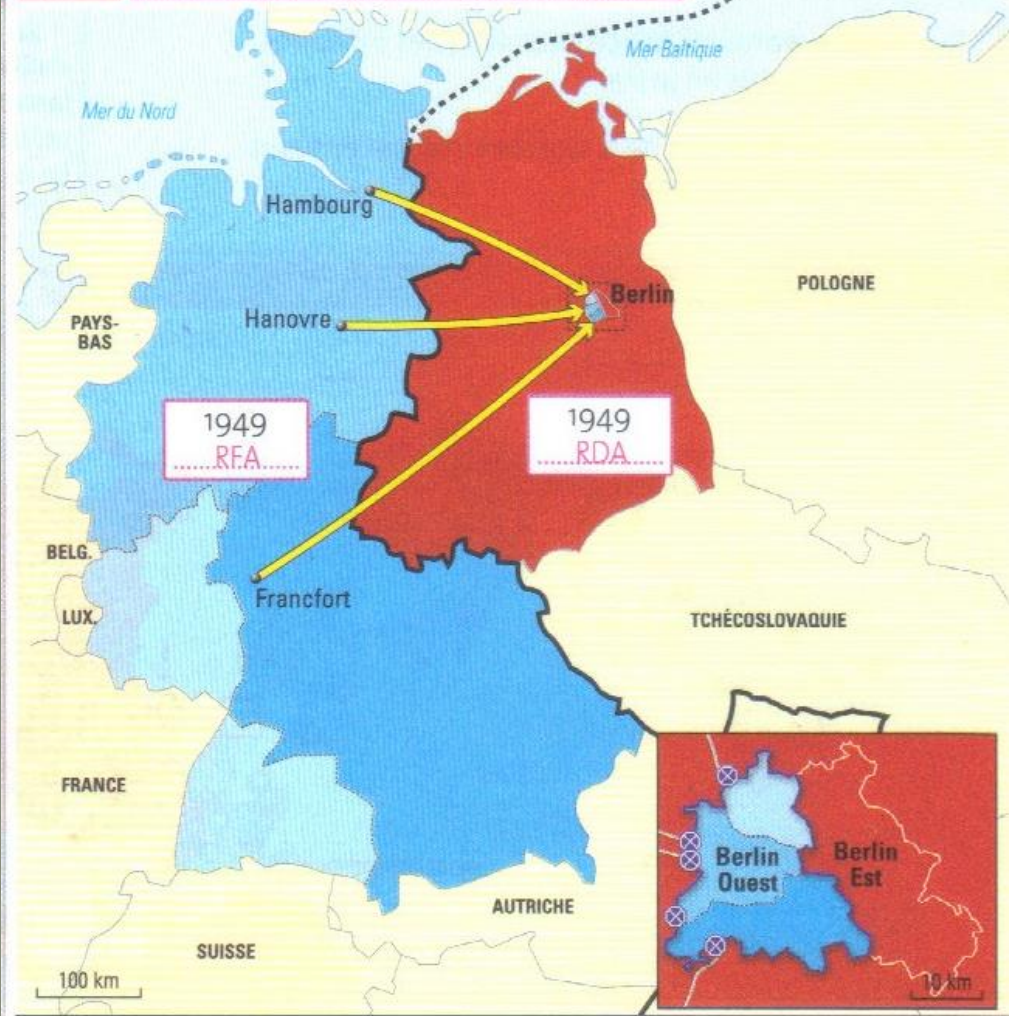 Mer Baltique
Mer du Nord
Hambourg
Berlin
POLOGNE
Hanovre
PAYS-
BAS
1949
RFA
1949
RDA
BELG.
Francfort
LUX.
TCHÉCOSLOVAQUIE
FRANCE
Berlin
Ouest
Berlin
Est
AUTRICHE
SUISSE
100 km
10 km